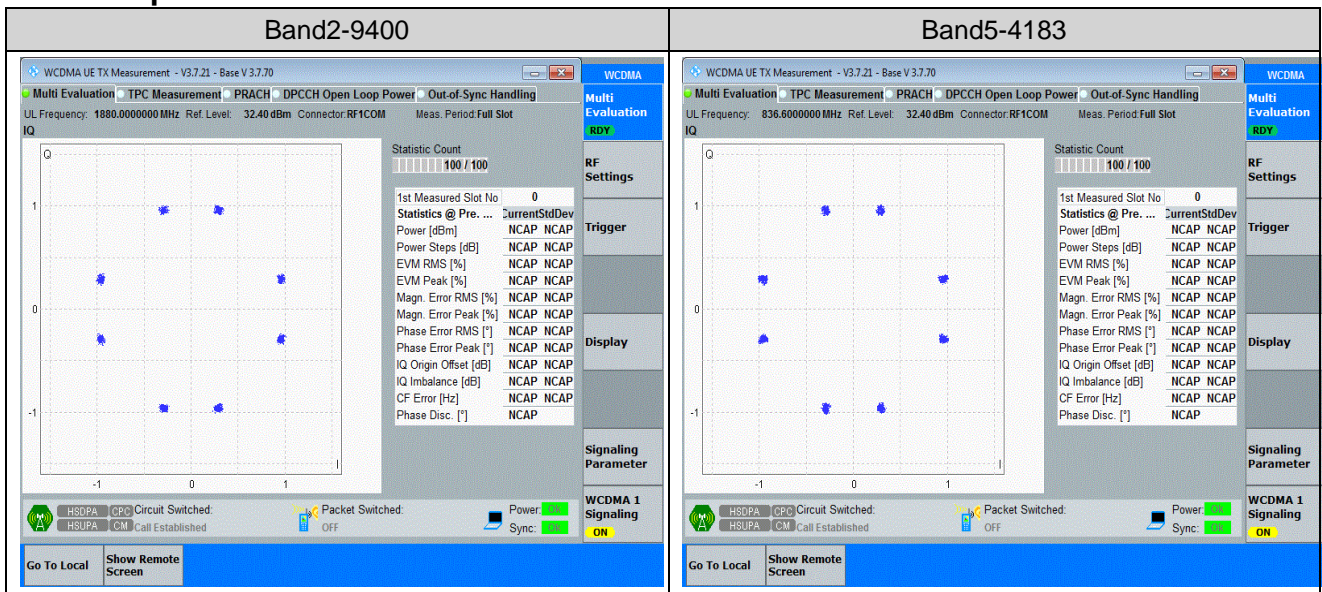 Band2-9400
Band5-4183
WCDMA UE TX Measurement - V3.7.21 - Base V 3.7.70
WCDMA
Multi Evaluation TPC Measurement PRACH DPCCH Open Loop Power Out-of-Sync Handling
Multi
Evaluation
RDY
UL Frequency: 1880.0000000 MHz Ref. Level: 32.40 dBm Connector:RF1COM Meas. Period:Full Slot
IQ
Q
1
0
-1
-1 0 1
I
Statistic Count
100 / 100
1st Measured Slot No 0
Statistics @ Pre. ... CurrentStdDev
Power [dBm] NCAP NCAP
Power Steps [dB] NCAP NCAP
EVM RMS [%] NCAP NCAP
EVM Peak [%] NCAP NCAP
Magn. Error RMS [%] NCAP NCAP
Magn. Error Peak [%] NCAP NCAP
Phase Error RMS [°] NCAP NCAP
Phase Error Peak [°] NCAP NCAP
IQ Origin Offset [dB] NCAP NCAP
IQ Imbalance [dB] NCAP NCAP
CF Error [Hz] NCAP NCAP
Phase Disc. [°] NCAP
RF
Settings
Trigger
Display
Signaling
Parameter
WCDMA 1
Signaling
ON
HSDPA CPC Circuit Switched: Packet Switched: Power: OK
HSUPA CM Call Established OFF Sync: OK
Go To Local
Show Remote
Screen
WCDMA UE TX Measurement - V3.7.21 - Base V 3.7.70
WCDMA
Multi Evaluation TPC Measurement PRACH DPCCH Open Loop Power Out-of-Sync Handling
Multi
Evaluation
RDY
UL Frequency: 836.6000000 MHz Ref. Level: 32.40 dBm Connector:RF1COM Meas. Period:Full Slot
IQ
Q
1
0
-1
-1 0 1
I
Statistic Count
100 / 100
1st Measured Slot No 0
Statistics @ Pre. ... CurrentStdDev
Power [dBm] NCAP NCAP
Power Steps [dB] NCAP NCAP
EVM RMS [%] NCAP NCAP
EVM Peak [%] NCAP NCAP
Magn. Error RMS [%] NCAP NCAP
Magn. Error Peak [%] NCAP NCAP
Phase Error RMS [°] NCAP NCAP
Phase Error Peak [°] NCAP NCAP
IQ Origin Offset [dB] NCAP NCAP
IQ Imbalance [dB] NCAP NCAP
CF Error [Hz] NCAP NCAP
Phase Disc. [°] NCAP
RF
Settings
Trigger
Display
Signaling
Parameter
WCDMA 1
Signaling
ON
HSDPA CPC Circuit Switched: Packet Switched: Power: OK
HSUPA CM Call Established OFF Sync: OK
Go To Local
Show Remote
Screen